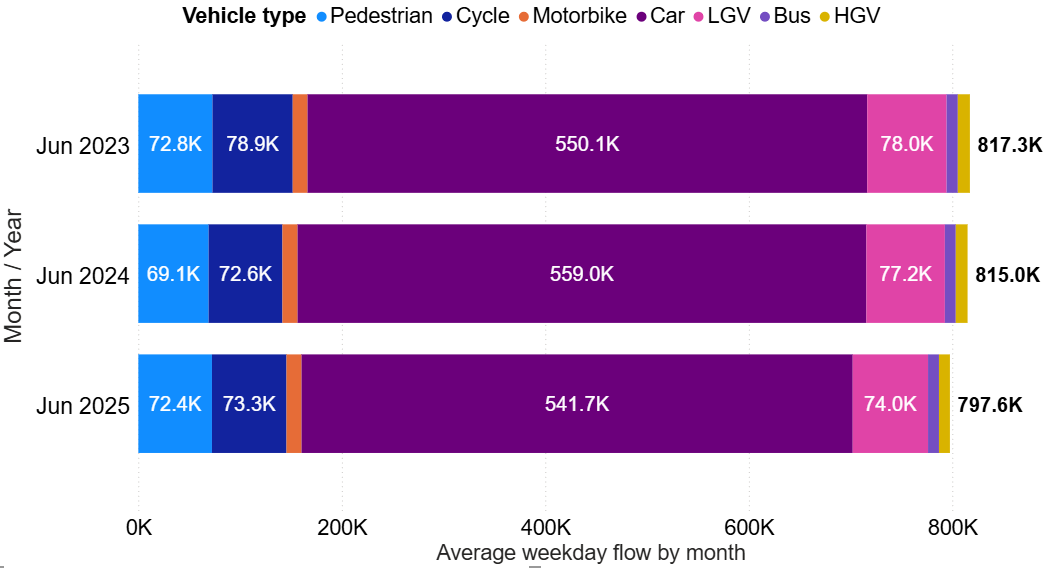 Vehicle type Pedestrian Cycle Motorbike Car LGV Bus HGV
Month / Year
Jun 2023 72.8K 78.9K 550.1K 78.0K 817.3K
Jun 2024 69.1K 72.6K 559.0K 77.2K 815.0K
Jun 2025 72.4K 73.3K 541.7K 74.0K 797.6K
0K 200K 400K 600K 800K
Average weekday flow by month